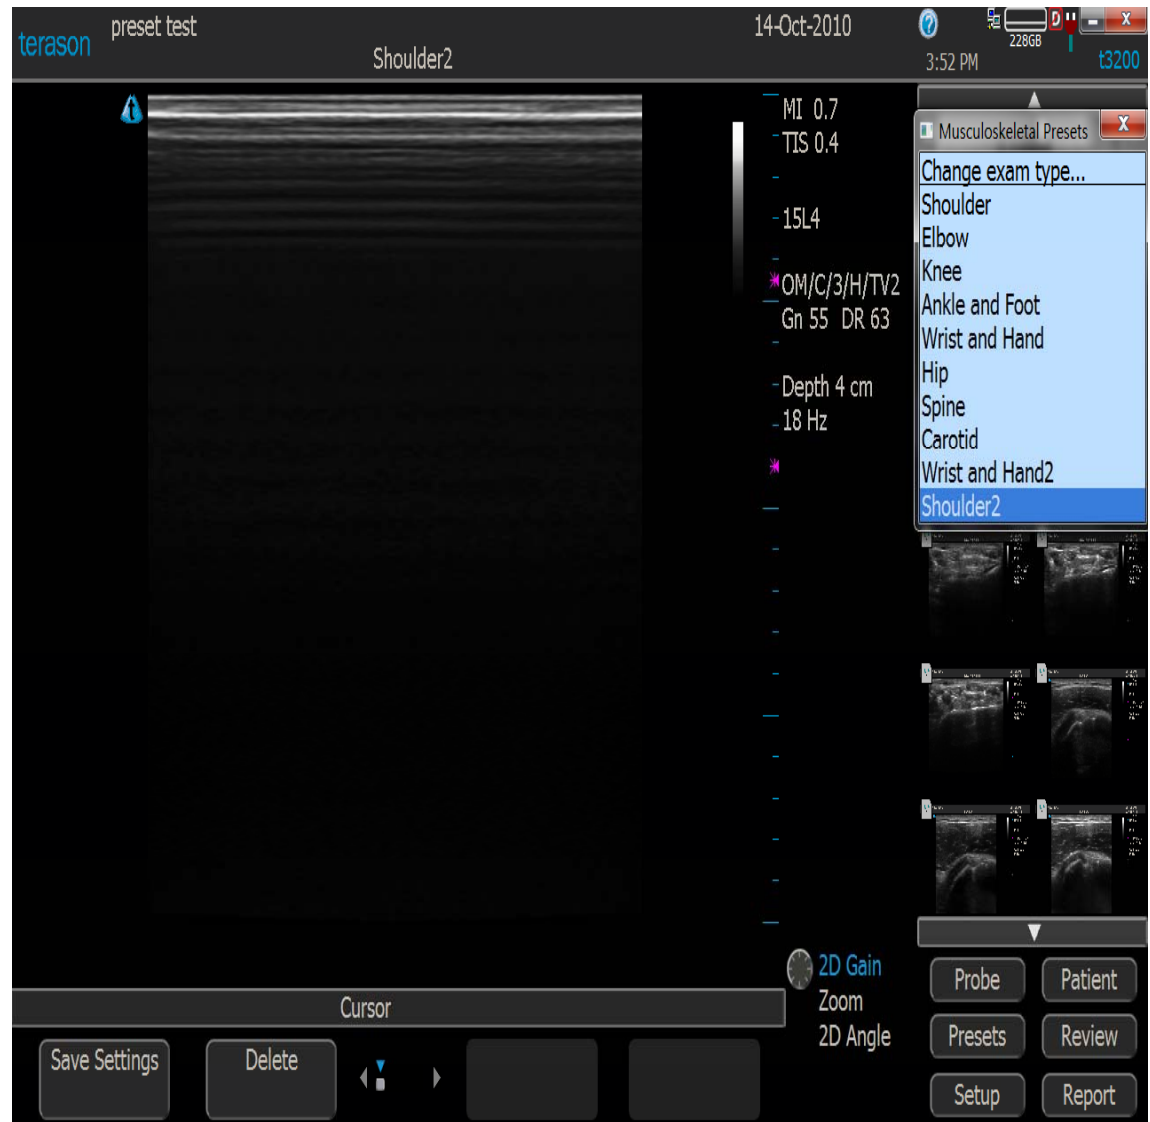 terason
preset test
Shoulder2
14-Oct-2010
3:52 PM
228GB
D
t3200
MI 0.7
TIS 0.4
15L4
OM/C/3/H/TV2
Gn 55 DR 63
Depth 4 cm
18 Hz
Musculoskeletal Presets
Change exam type...
Shoulder
Elbow
Knee
Ankle and Foot
Wrist and Hand
Hip
Spine
Carotid
Wrist and Hand2
Shoulder2
2D Gain
Zoom
2D Angle
Cursor
Save Settings
Delete
Probe
Patient
Presets
Review
Setup
Report